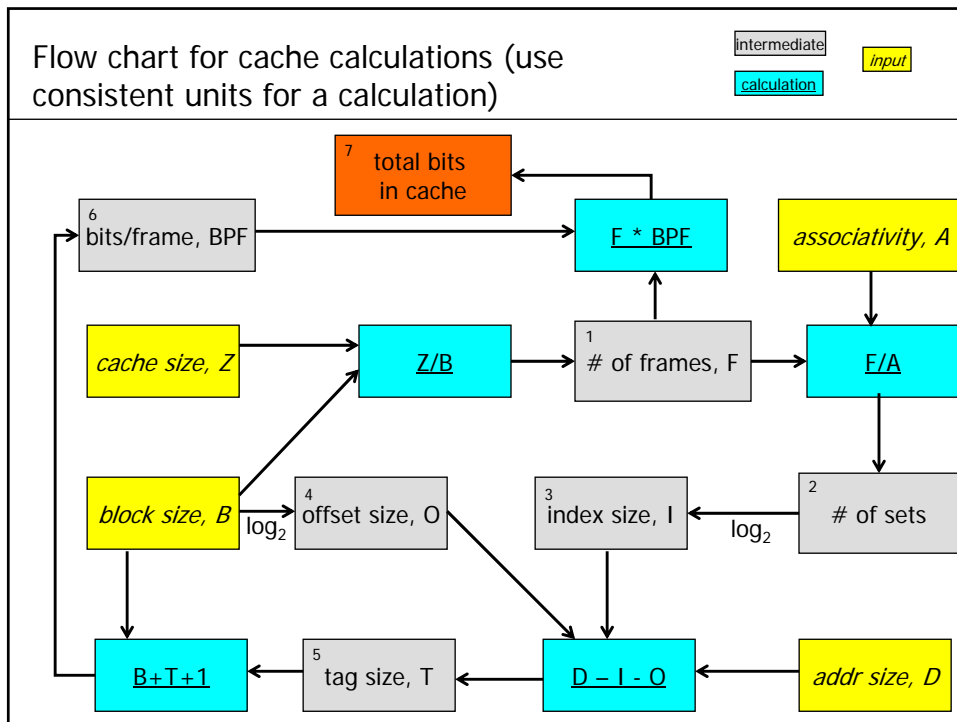 Flow chart for cache calculations (use
consistent units for a calculation)
intermediate
input
calculation
7
total bits
in cache
6
bits/frame, BPF
F * BPF
associativity, A
cache size, Z
Z/B
1
# of frames, F
F/A
block size, B
log2
4
offset size, O
3
index size, I
log2
2
# of sets
B+T+1
5
tag size, T
D – I - O
addr size, D